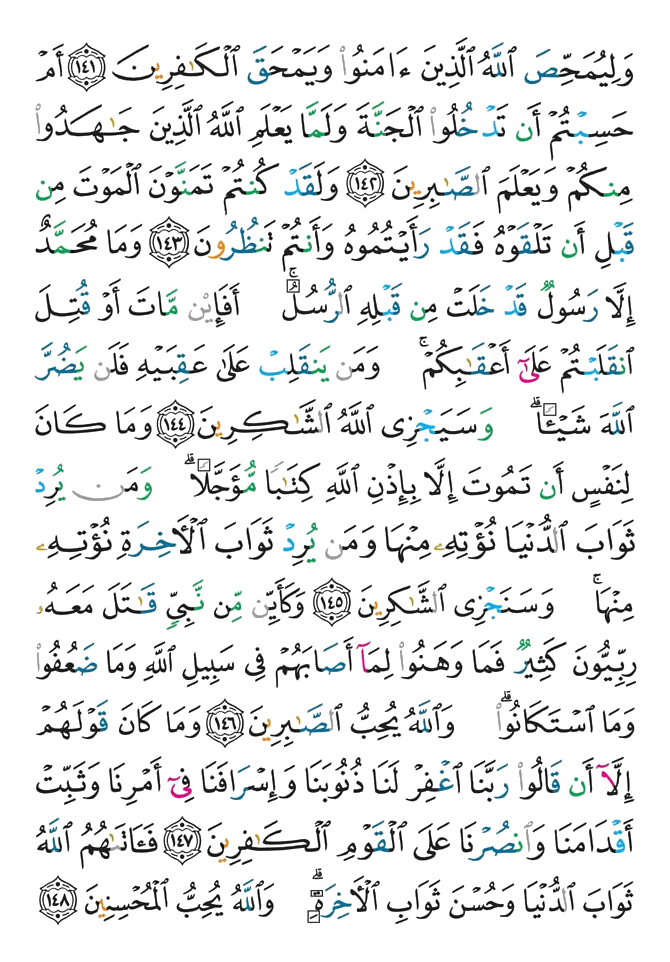 وَلِيُمَحِّصَ ٱللَّهُ ٱلَّذِينَ ءَامَنُوا۟ وَيَمْحَقَ ٱلْكَـٰفِرِينَ ١٤١ أَمْ
حَسِبْتُمْ أَن تَدْخُلُوا۟ ٱلْجَنَّةَ وَلَمَّا يَعْلَمِ ٱللَّهُ ٱلَّذِينَ جَـٰهَدُوا۟
مِنكُمْ وَيَعْلَمَ ٱلصَّـٰبِرِينَ ١٤٢ وَلَقَدْ كُنتُمْ تَمَنَّوْنَ ٱلْمَوْتَ مِن
قَبْلِ أَن تَلْقَوْهُ فَقَدْ رَأَيْتُمُوهُ وَأَنتُمْ تَنظُرُونَ ١٤٣ وَمَا مُحَمَّدٌ
إِلَّا رَسُولٌ قَدْ خَلَتْ مِن قَبْلِهِ ٱلرُّسُلُ ۚ أَفَإِي۟ن مَّاتَ أَوْ قُتِلَ
ٱنقَلَبْتُمْ عَلَىٰٓ أَعْقَـٰبِكُمْ ۚ وَمَن يَنقَلِبْ عَلَىٰ عَقِبَيْهِ فَلَن يَضُرَّ
ٱللَّهَ شَيْـًٔا ۗ وَسَيَجْزِى ٱللَّهُ ٱلشَّـٰكِرِينَ ١٤٤ وَمَا كَانَ
لِنَفْسٍ أَن تَمُوتَ إِلَّا بِإِذْنِ ٱللَّهِ كِتَـٰبًا مُّؤَجَّلًا ۗ وَمَن يُرِدْ
ثَوَابَ ٱلدُّنْيَا نُؤْتِهِۦ مِنْهَا وَمَن يُرِدْ ثَوَابَ ٱلْـَٔاخِرَةِ نُؤْتِهِۦ
مِنْهَا ۚ وَسَنَجْزِى ٱلشَّـٰكِرِينَ ١٤٥ وَكَأَيِّن مِّن نَّبِىٍّ قَـٰتَلَ مَعَهُۥ
رِبِّيُّونَ كَثِيرٌ فَمَا وَهَنُوا۟ لِمَآ أَصَابَهُمْ فِى سَبِيلِ ٱللَّهِ وَمَا ضَعُفُوا۟
وَمَا ٱسْتَكَانُوا۟ ۗ وَٱللَّهُ يُحِبُّ ٱلصَّـٰبِرِينَ ١٤٦ وَمَا كَانَ قَوْلَهُمْ
إِلَّآ أَن قَالُوا۟ رَبَّنَا ٱغْفِرْ لَنَا ذُنُوبَنَا وَإِسْرَافَنَا فِىٓ أَمْرِنَا وَثَبِّتْ
أَقْدَامَنَا وَٱنصُرْنَا عَلَى ٱلْقَوْمِ ٱلْكَـٰفِرِينَ ١٤٧ فَـَٔاتَىٰهُمُ ٱللَّهُ
ثَوَابَ ٱلدُّنْيَا وَحُسْنَ ثَوَابِ ٱلْـَٔاخِرَةِ ۗ وَٱللَّهُ يُحِبُّ ٱلْمُحْسِنِينَ ١٤٨